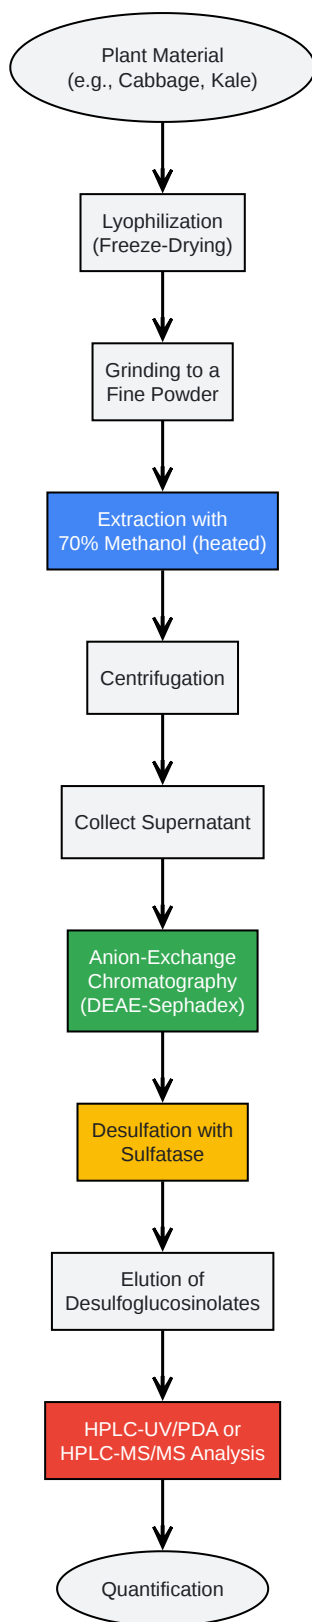 Plant Material
(e.g., Cabbage, Kale)
Lyophilization
(Freeze-Drying)
Grinding to a
Fine Powder
Extraction with
70% Methanol (heated)
Centrifugation
Collect Supernatant
Anion-Exchange
Chromatography
(DEAE-Sephadex)
Desulfation with
Sulfatase
Elution of
Desulfoglucosinolates
HPLC-UV/PDA or
HPLC-MS/MS Analysis
Quantification